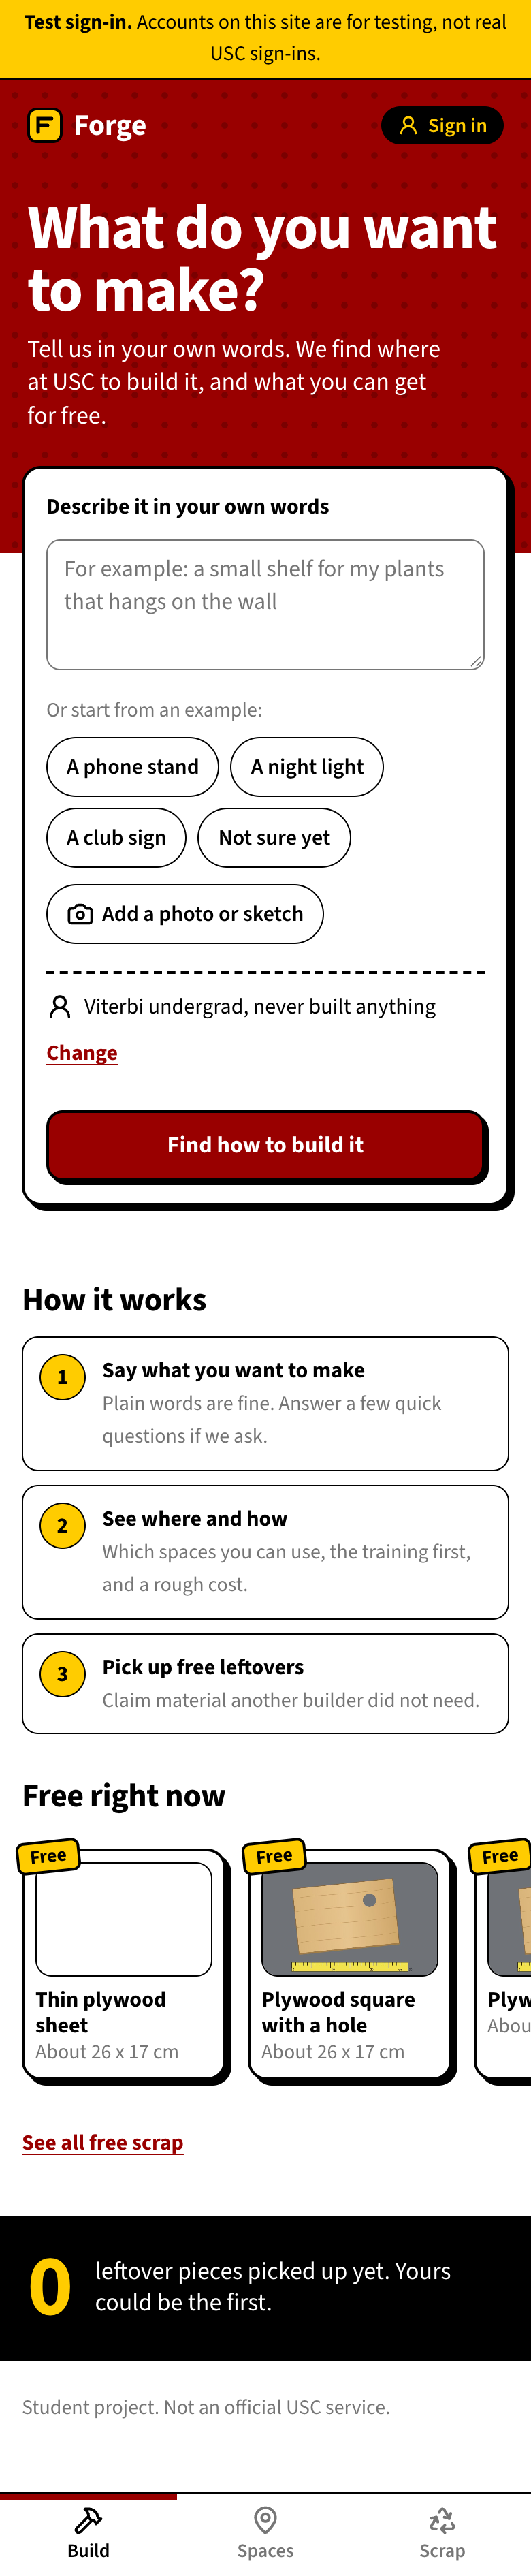 Test sign-in. Accounts on this site are for testing, not real
USC sign-ins.
F Forge
Sign in
What do you want
to make?
Tell us in your own words. We find where
at USC to build it, and what you can get
for free.
Describe it in your own words
For example: a small shelf for my plants
that hangs on the wall
Or start from an example:
A phone stand
A night light
A club sign
Not sure yet
Add a photo or sketch
Viterbi undergrad, never built anything
Change
Find how to build it
How it works
1
Say what you want to make
Plain words are fine. Answer a few quick
questions if we ask.
2
See where and how
Which spaces you can use, the training first,
and a rough cost.
3
Pick up free leftovers
Claim material another builder did not need.
Free right now
Free
Thin plywood
sheet
About 26 x 17 cm
Free
Plywood square
with a hole
About 26 x 17 cm
Free
Plyw
Abou
See all free scrap
0
leftover pieces picked up yet. Yours
could be the first.
Student project. Not an official USC service.
Build
Spaces
Scrap